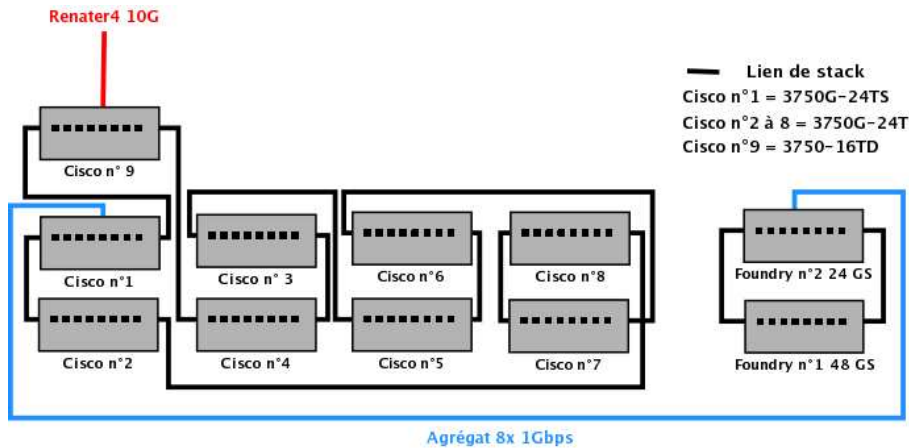 Renater4 10G
Lien de stack
Cisco n°1 = 3750G-24TS
Cisco n°2 à 8 = 3750G-24T
Cisco n°9 = 3750-16TD
Cisco n° 9
Cisco n°1
Cisco n° 3
Cisco n°6
Cisco n°8
Foundry n°2 24 GS
Cisco n°2
Cisco n°4
Cisco n°5
Cisco n°7
Foundry n°1 48 GS
Agrégat 8x 1Gbps